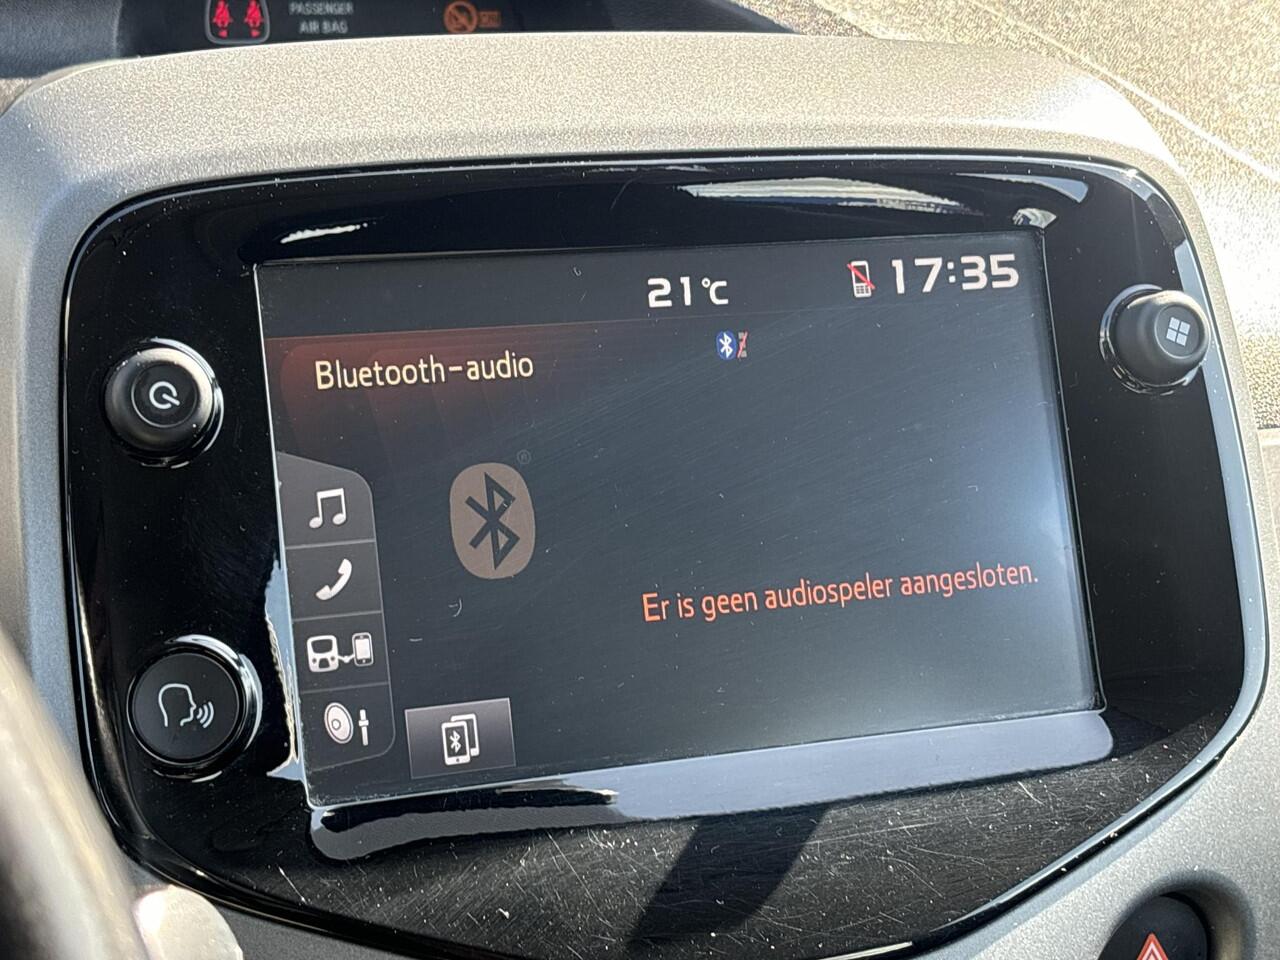 PASSENGER
AIR BAG
21°C
17:35
Bluetooth-audio
®
Er is geen audiospeler aangesloten.